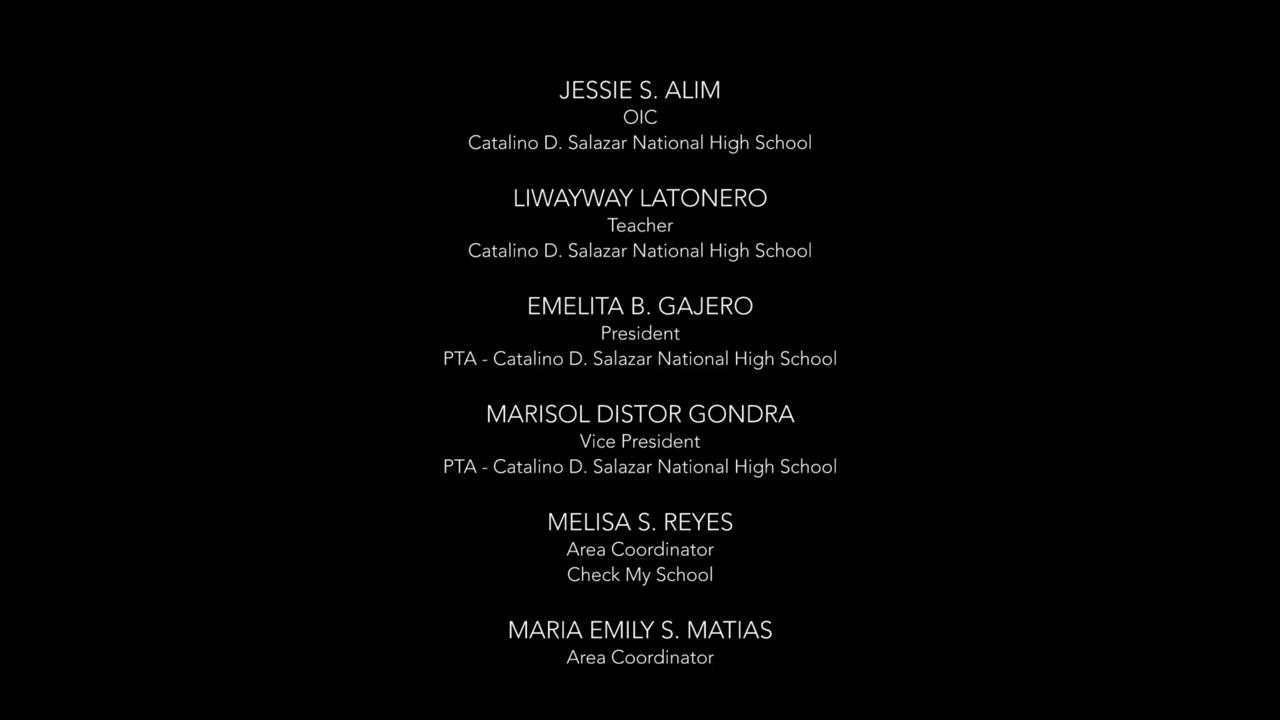 JESSIE S. ALIM
OIC
Catalino D. Salazar National High School
LIWAYWAY LATONERO
Teacher
Catalino D. Salazar National High School
EMELITA B. GAJERO
President
PTA - Catalino D. Salazar National High School
MARISOL DISTOR GONDRA
Vice President
PTA - Catalino D. Salazar National High School
MELISA S. REYES
Area Coordinator
Check My School
MARIA EMILY S. MATIAS
Area Coordinator